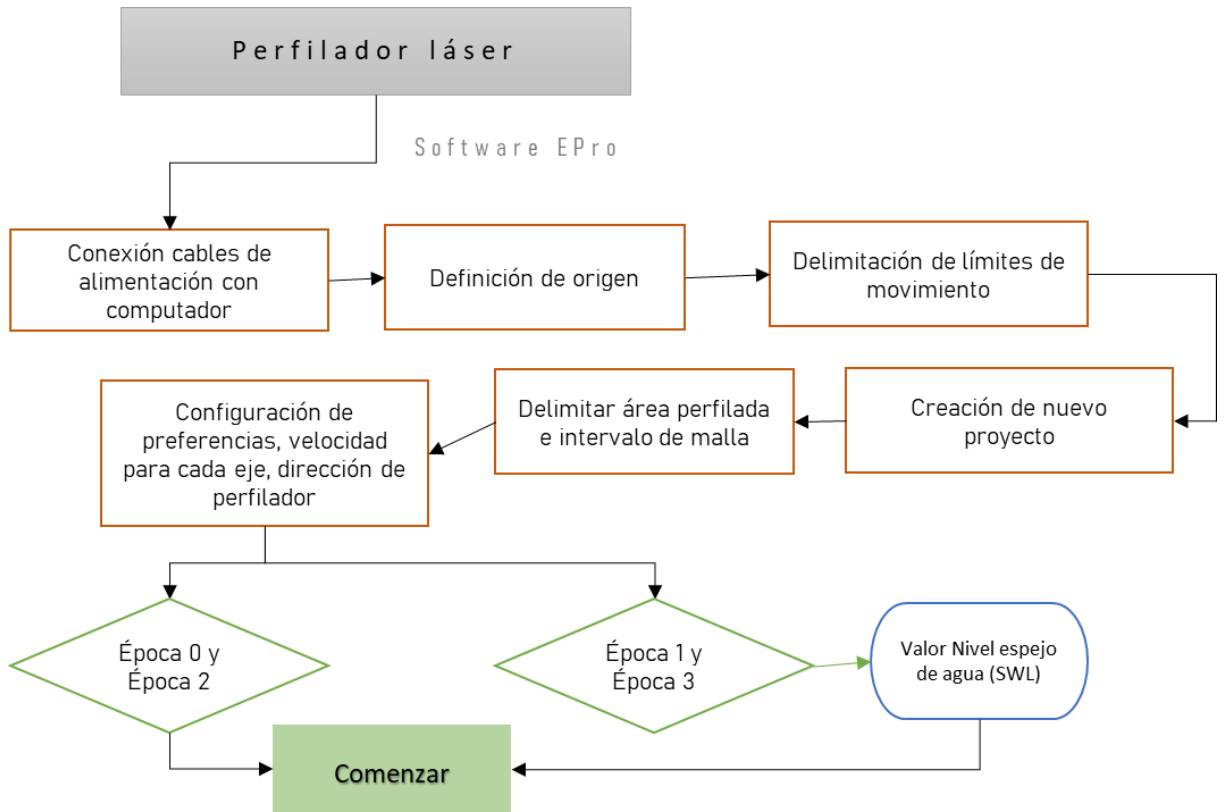 Perfilador láser
Software EPro
Conexión cables de
alimentación con
computador
Definición de origen
Delimitación de límites de
movimiento
Creación de nuevo
proyecto
Delimitar área perfilada
e intervalo de malla
Configuración de
preferencias, velocidad
para cada eje, dirección de
perfilador
Época 0 y
Época 2
Época 1 y
Época 3
Valor Nivel espejo
de agua (SWL)
Comenzar